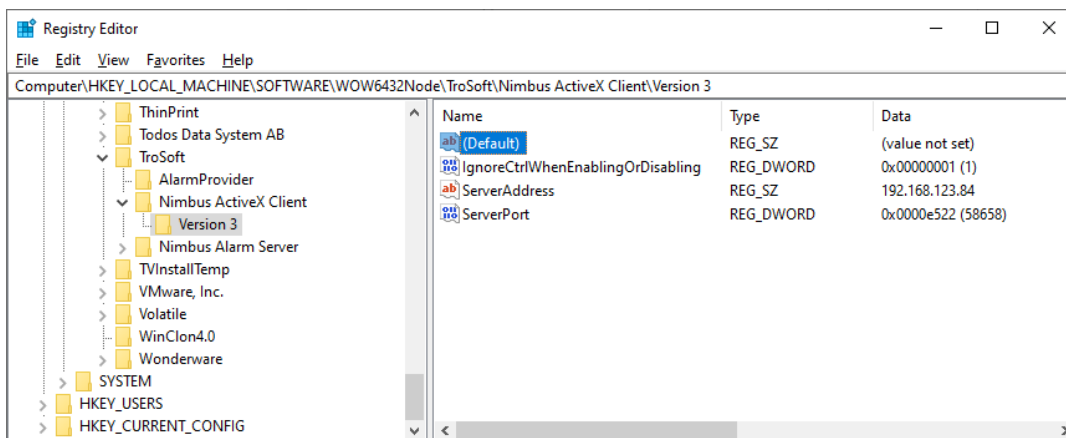 Registry Editor
File Edit View Favorites Help
Computer\HKEY_LOCAL_MACHINE\SOFTWARE\WOW6432Node\TroSoft\Nimbus ActiveX Client\Version 3
ThinPrint
Todos Data System AB
TroSoft
AlarmProvider
Nimbus ActiveX Client
Version 3
Nimbus Alarm Server
TVInstallTemp
VMware, Inc.
Volatile
WinClon4.0
Wonderware
SYSTEM
HKEY_USERS
HKEY_CURRENT_CONFIG
Name Type Data
(Default) REG_SZ (value not set)
IgnoreCtrlWhenEnablingOrDisabling REG_DWORD 0x00000001 (1)
ServerAddress REG_SZ 192.168.123.84
ServerPort REG_DWORD 0x0000e522 (58658)